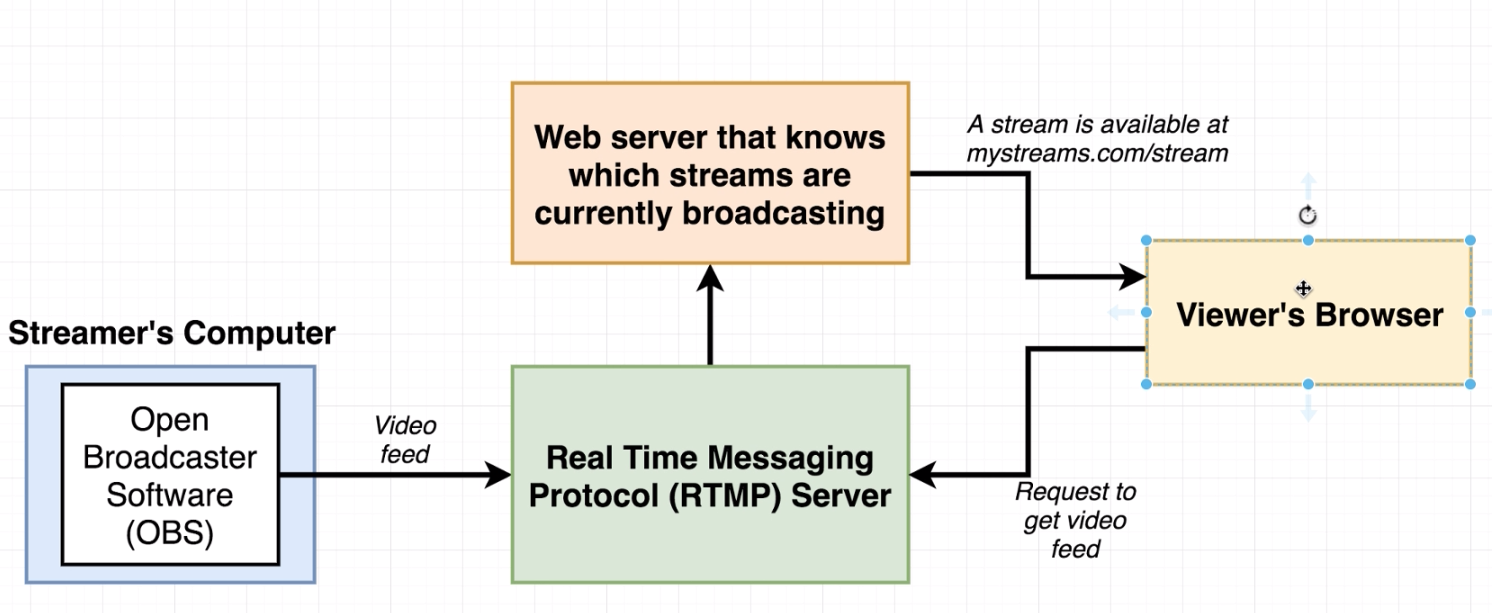 Web server that knows
which streams are
currently broadcasting
A stream is available at
mystreams.com/stream
Viewer's Browser
Streamer's Computer
Open
Broadcaster
Software
(OBS)
Video
feed
Real Time Messaging
Protocol (RTMP) Server
Request to
get video
feed